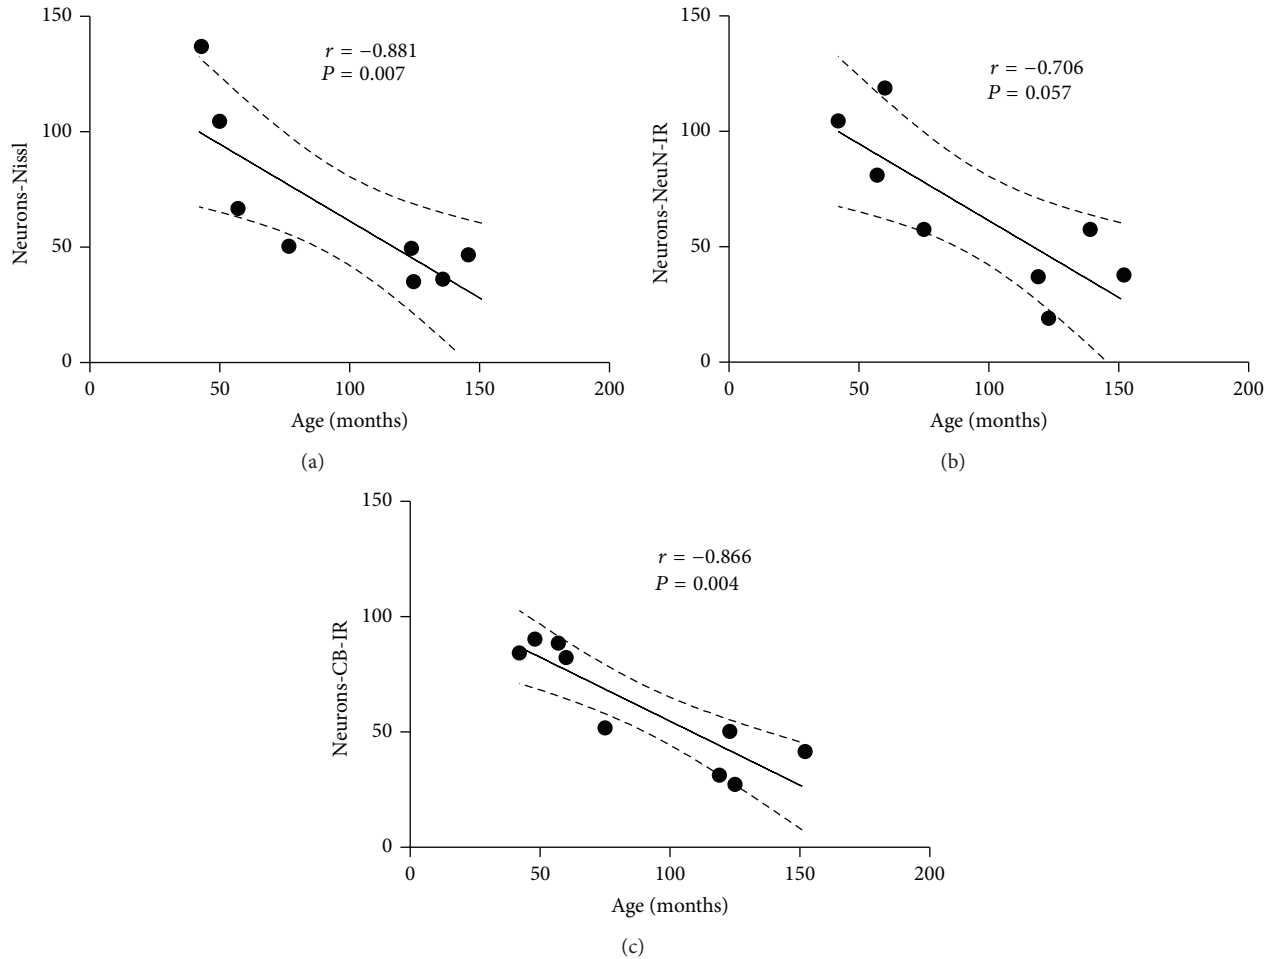 150
100
50
0
Neurons-Nissl
r = −0.881
P = 0.007
0 50 100 150 200
Age (months)
(a)
150
100
50
0
Neurons-NeuN-IR
r = −0.706
P = 0.057
0 50 100 150 200
Age (months)
(b)
150
100
50
0
Neurons-CB-IR
r = −0.866
P = 0.004
0 50 100 150 200
Age (months)
(c)